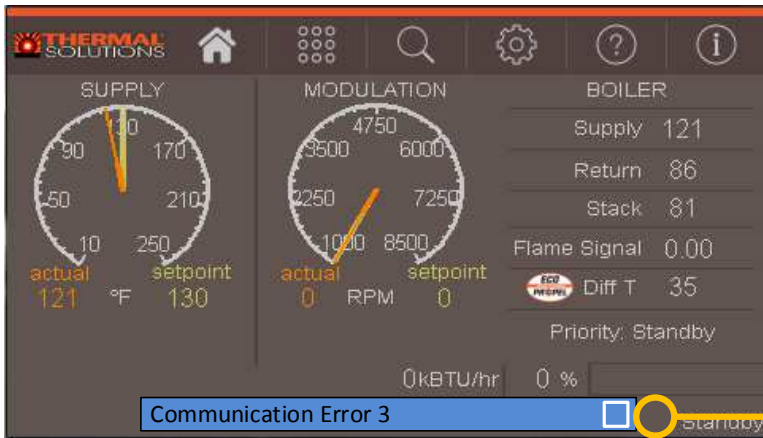 THERMAL
SOLUTIONS
?
i
SUPPLY
10
50
90
130
170
210
250
actual
setpoint
121
°F
130
MODULATION
1000
2250
3500
4750
6000
7250
8500
actual
setpoint
0
RPM
0
BOILER
Supply 121
Return 86
Stack 81
Flame Signal 0.00
ECO
Diff T 35
Priority: Standby
0kBTU/hr 0 %
Communication Error 3
Standby